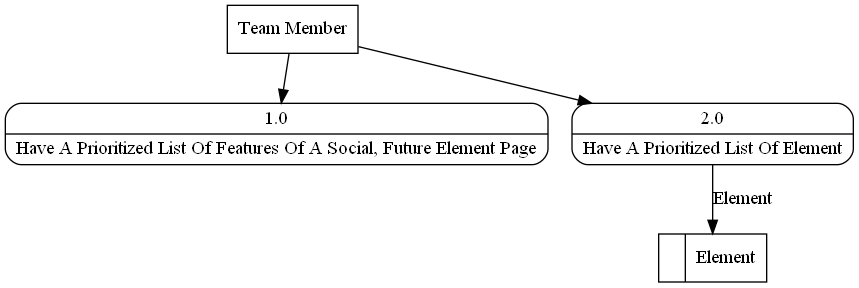 Team Member
1.0
Have A Prioritized List Of Features Of A Social, Future Element Page
2.0
Have A Prioritized List Of Element
Element
Element